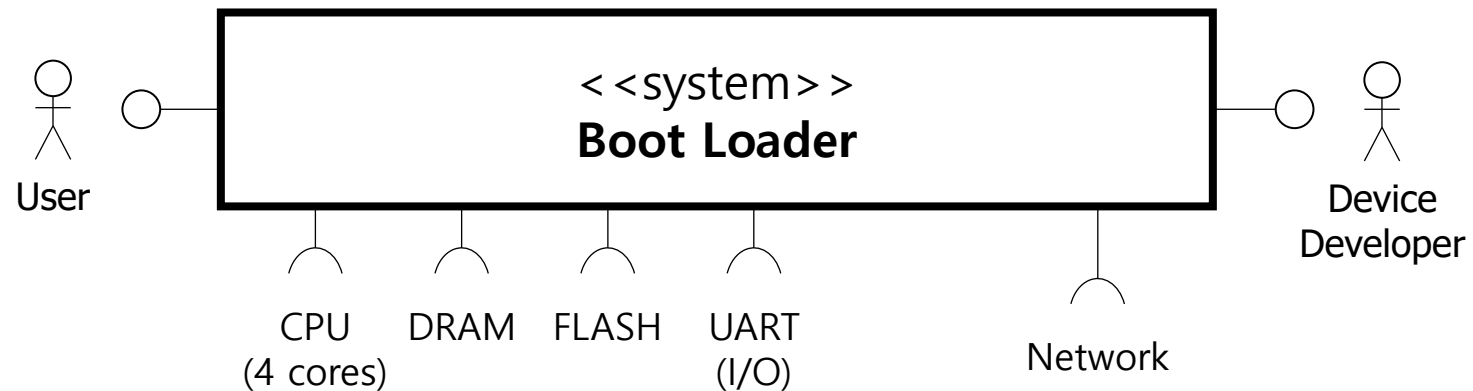 <<system>>
Boot Loader
User
Device
Developer
CPU
(4 cores)
DRAM
FLASH
UART
(I/O)
Network